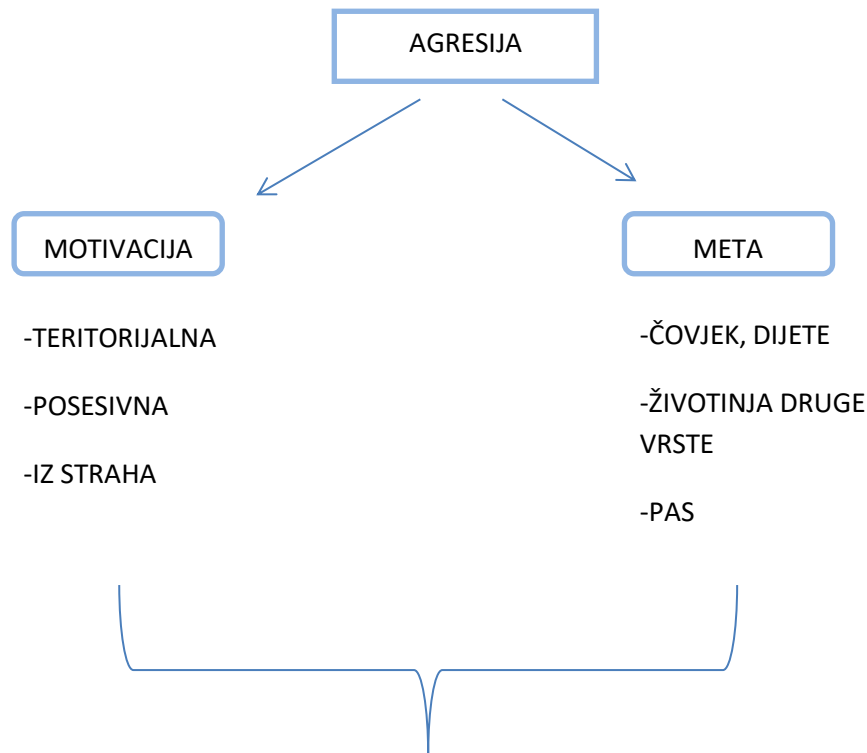 AGRESIJA
MOTIVACIJA
-TERITORIJALNA
-POSESIVNA
-IZ STRAHA
META
-ČOVJEK, DIJETE
-ŽIVOTINJA DRUGE
VRSTE
-PAS